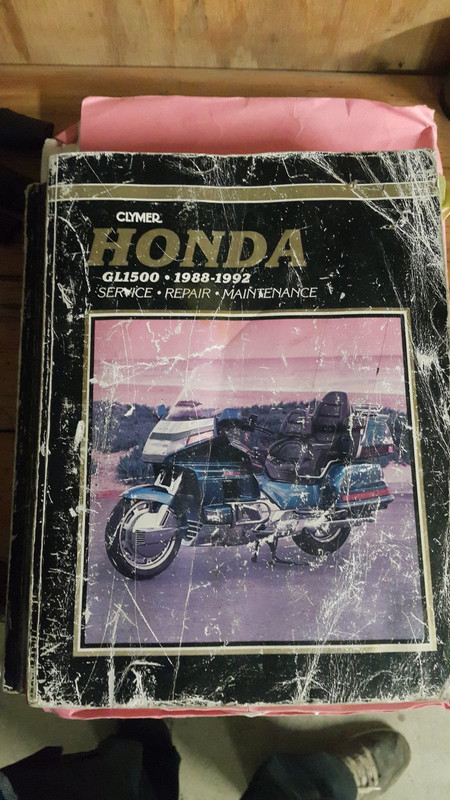 CLYMER
HONDA
GL1500 • 1988-1992
SERVICE • REPAIR • MAINTENANCE